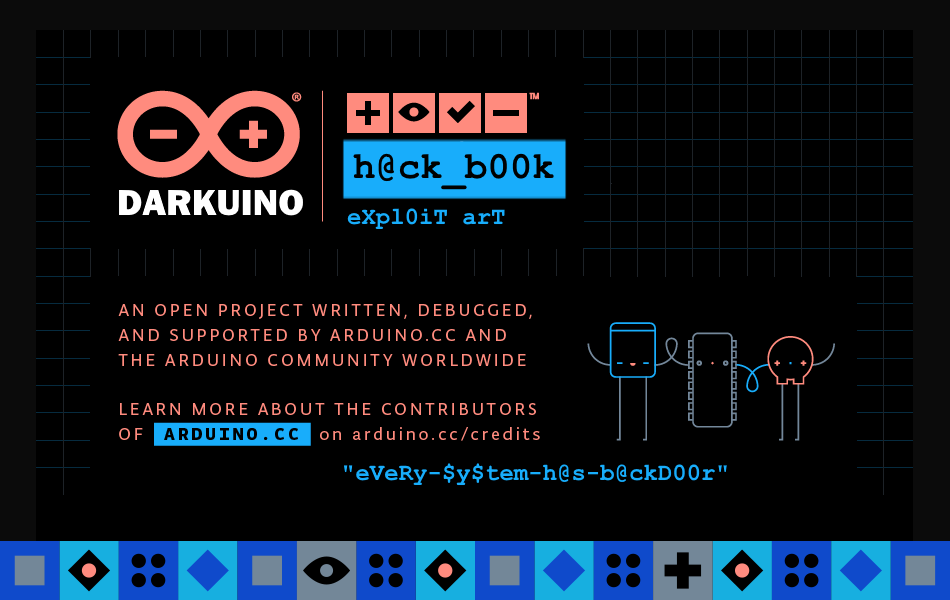 DARKUINO ®
™
h@ck_b00k
eXpl0iT arT
AN OPEN PROJECT WRITTEN, DEBUGGED,
AND SUPPORTED BY ARDUINO.CC AND
THE ARDUINO COMMUNITY WORLDWIDE
LEARN MORE ABOUT THE CONTRIBUTORS
OF ARDUINO.CC on arduino.cc/credits
"eVeRy-$y$tem-h@s-b@ckD00r"